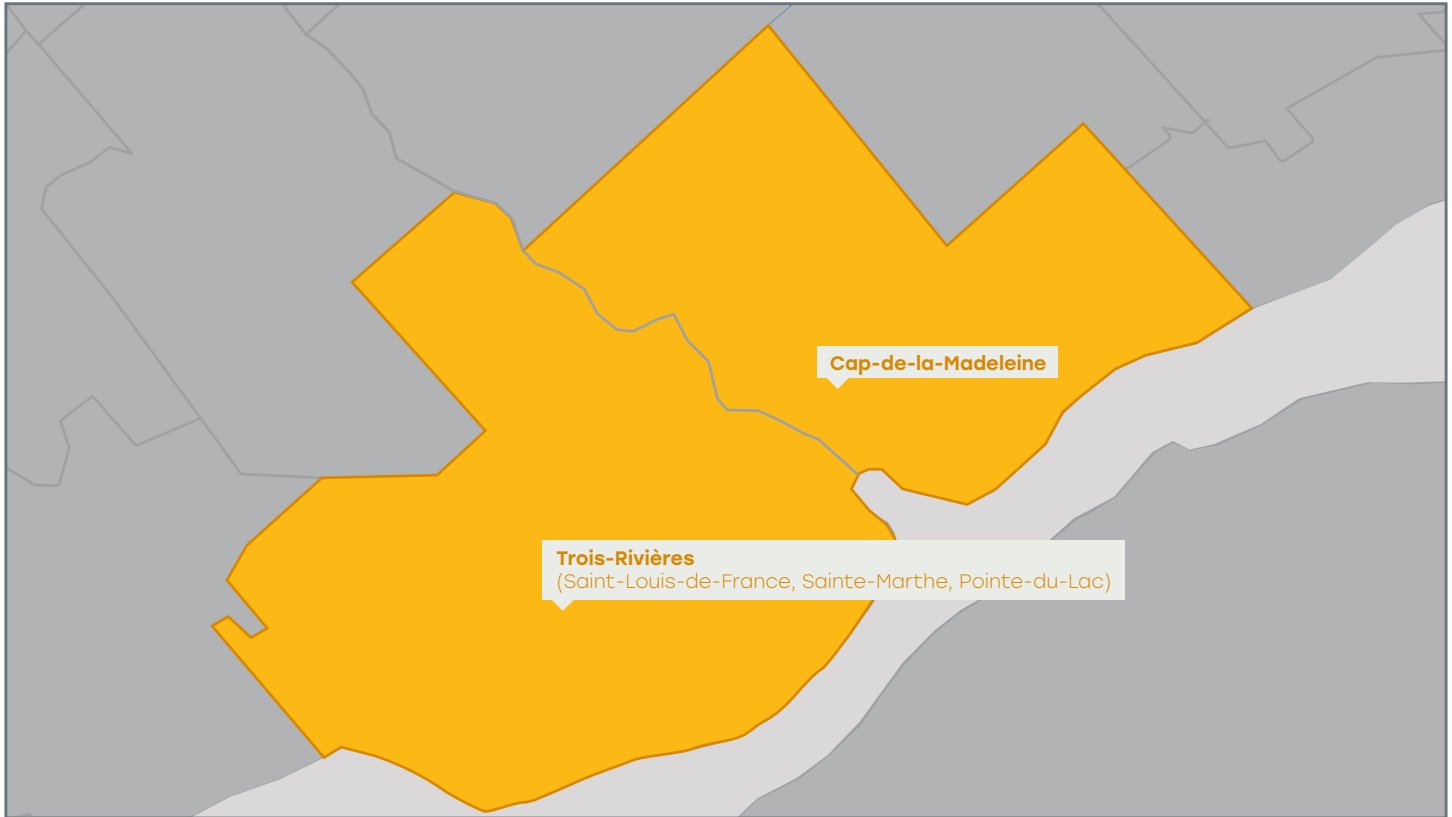 Cap-de-la-Madeleine
Trois-Rivières
(Saint-Louis-de-France, Sainte-Marthe, Pointe-du-Lac)